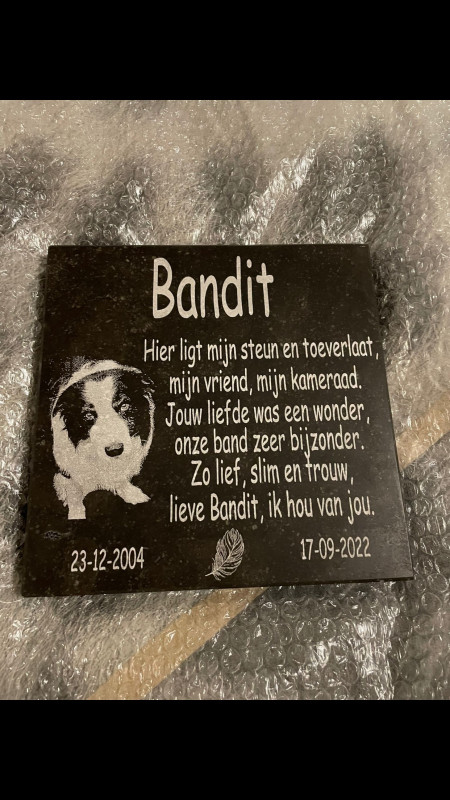 Bandit
Hier ligt mijn steun en toeverlaat,
mijn vriend, mijn kameraad.
Jouw liefde was een wonder,
onze band zeer bijzonder.
Zo lief, slim en trouw,
lieve Bandit, ik hou van jou.
23-12-2004
17-09-2022